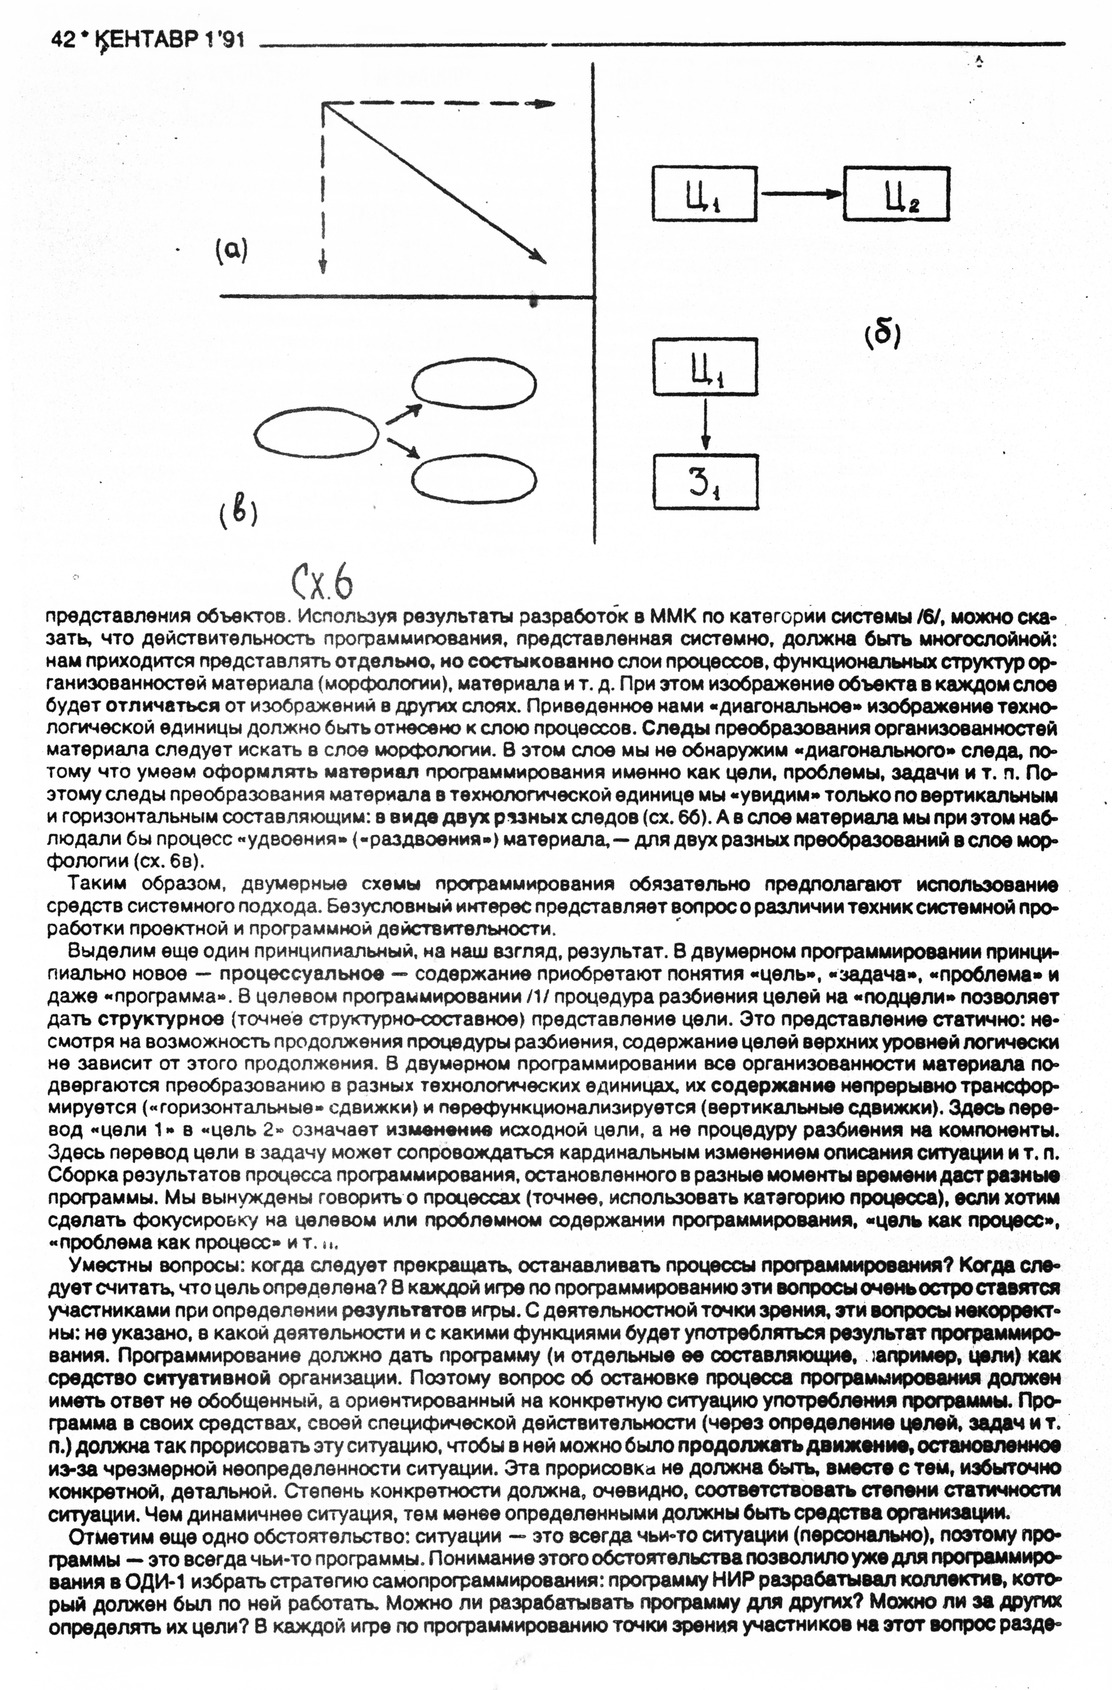 42 * КЕНТАВР 1 '91
(а)
Ц1
Ц2
(б)
Ц1
З1
(в)
Сх.6
представления объектов. Используя результаты разработок в ММК по категории системы /6/, можно ска-
зать, что действительность программирования, представленная системно, должна быть многослойной:
нам приходится представлять отдельно, но состыкованно слои процессов, функциональных структур ор-
ганизованностей материала (морфологии), материала и т. д. При этом изображение объекта в каждом слое
будет отличаться от изображений в других слоях. Приведенное нами «диагональное» изображение техно-
логической единицы должно быть отнесено к слою процессов. Следы преобразования организованностей
материала следует искать в слое морфологии. В этом слое мы не обнаружим «диагонального» следа, по-
тому что умеем оформлять материал программирования именно как цели, проблемы, задачи и т. п. По-
этому следы преобразования материала в технологической единице мы «увидим» только по вертикальным
и горизонтальным составляющим: в виде двух разных следов (сх. 6б). А в слое материала мы при этом наб-
людали бы процесс «удвоения» («раздвоения») материала, — для двух разных преобразований в слое мор-
фологии (сх. 6в).
Таким образом, двумерные схемы программирования обязательно предполагают использование
средств системного подхода. Безусловный интерес представляет вопрос о различии техник системной про-
работки проектной и программной действительности.
Выделим еще один принципиальный, на наш взгляд, результат. В двумерном программировании принци-
пиально новое — процессуальное — содержание приобретают понятия «цель», «задача», «проблема» и
даже «программа». В целевом программировании /1/ процедура разбиения целей на «подцели» позволяет
дать структурное (точнее структурно-составное) представление цели. Это представление статично: не-
смотря на возможность продолжения процедуры разбиения, содержание целей верхних уровней логически
не зависит от этого продолжения. В двумерном программировании все организованности материала по-
двергаются преобразованию в разных технологических единицах, их содержание непрерывно трансфор-
мируется («горизонтальные» сдвижки) и перефункционализируется (вертикальные сдвижки). Здесь пере-
вод «цели 1» в «цель 2» означает изменение исходной цели, а не процедуру разбиения на компоненты.
Здесь перевод цели в задачу может сопровождаться кардинальным изменением описания ситуации и т. п.
Сборка результатов процесса программирования, остановленного в разные моменты времени даст разные
программы. Мы вынуждены говорить о процессах (точнее, использовать категорию процесса), если хотим
сделать фокусировку на целевом или проблемном содержании программирования, «цель как процесс»,
«проблема как процесс» и т. п.
Уместны вопросы: когда следует прекращать, останавливать процессы программирования? Когда сле-
дует считать, что цель определена? В каждой игре по программированию эти вопросы очень остро ставятся
участниками при определении результатов игры. С деятельностной точки зрения, эти вопросы некоррект-
ны: не указано, в какой деятельности и с какими функциями будет употребляться результат программиро-
вания. Программирование должно дать программу (и отдельные ее составляющие, например, цели) как
средство ситуативной организации. Поэтому вопрос об остановке процесса программирования должен
иметь ответ не обобщенный, а ориентированный на конкретную ситуацию употребления программы. Про-
грамма в своих средствах, своей специфической действительности (через определение целей, задач и т.
п.) должна так прорисовать эту ситуацию, чтобы в ней можно было продолжать движение, остановленное
из-за чрезмерной неопределенности ситуации. Эта прорисовка не должна быть, вместе с тем, избыточно
конкретной, детальной. Степень конкретности должна, очевидно, соответствовать степени статичности
ситуации. Чем динамичнее ситуация, тем менее определенными должны быть средства организации.
Отметим еще одно обстоятельство: ситуации — это всегда чьи-то ситуации (персонально), поэтому про-
граммы — это всегда чьи-то программы. Понимание этого обстоятельства позволило уже для программиро-
вания в ОДИ-1 избрать стратегию самопрограммирования: программу НИР разрабатывал коллектив, кото-
рый должен был по ней работать. Можно ли разрабатывать программу для других? Можно ли за других
определять их цели? В каждой игре по программированию точки зрения участников на этот вопрос разде-